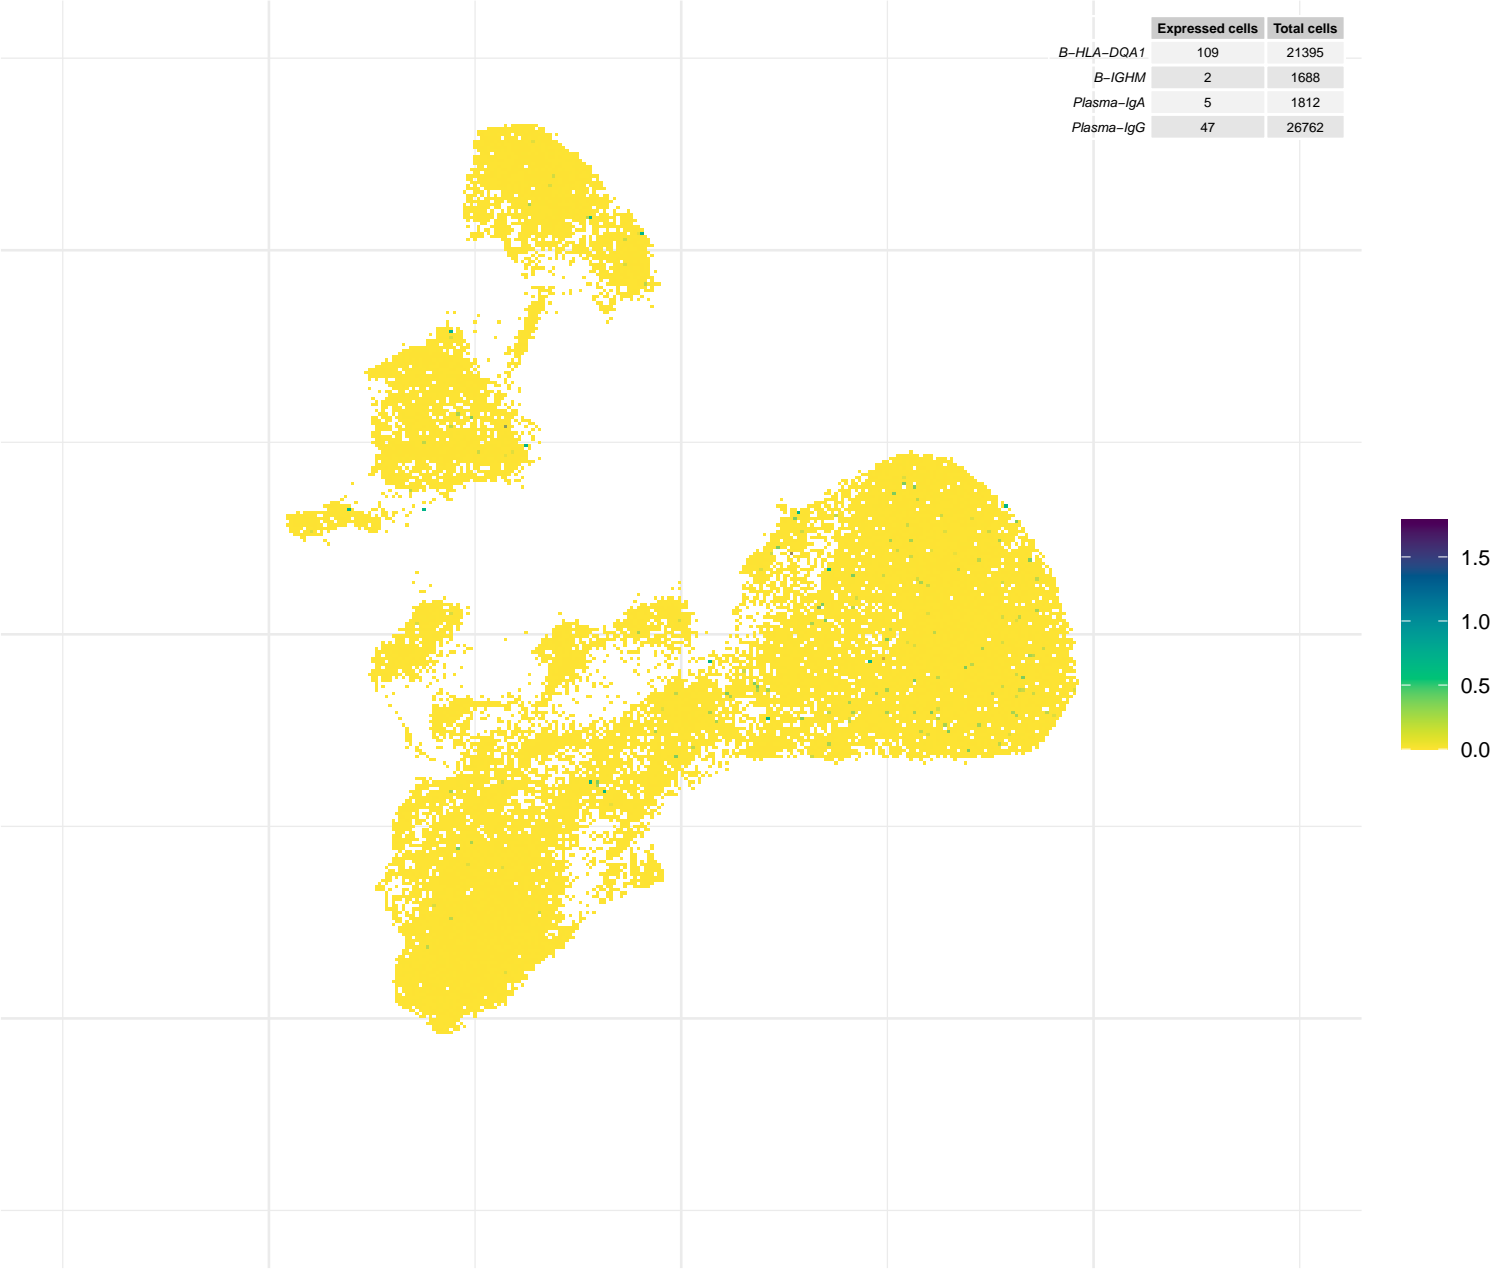 Expressed cells Total cells
B−HLA−DQA1 109 21395
B−IGHM 2 1688
Plasma−IgA 5 1812
Plasma−IgG 47 26762
1.5
1.0
0.5
0.0